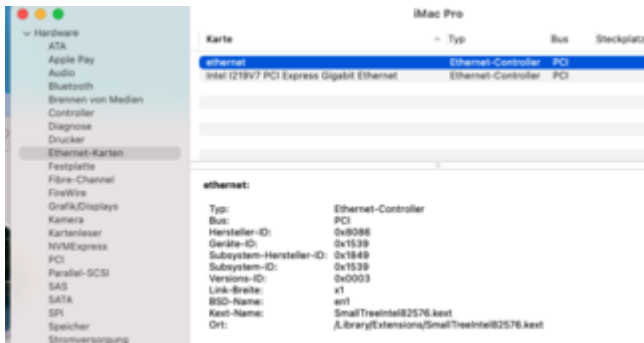 iMac Pro
Hardware
ATA
Apple Pay
Audio
Bluetooth
Brennen von Medien
Controller
Diagnose
Drucker
Ethernet-Karten
Festplatte
Fibre-Channel
FireWire
Grafik/Displays
Kamera
Kartenleser
NVMExpress
PCI
Parallel-SCSI
SAS
SATA
SPI
Speicher
Stromversorgung
Karte Typ Bus Steckplatz
ethernet Ethernet-Controller PCI
Intel I219V7 PCI Express Gigabit Ethernet Ethernet-Controller PCI
ethernet:
Typ: Ethernet-Controller
Bus: PCI
Hersteller-ID: 0x8086
Geräte-ID: 0x1539
Subsystem-Hersteller-ID: 0x1849
Subsystem-ID: 0x1539
Versions-ID: 0x0003
Link-Breite: x1
BSD-Name: en1
Kext-Name: SmallTreeIntel82576.kext
Ort: /Library/Extensions/SmallTreeIntel82576.kext